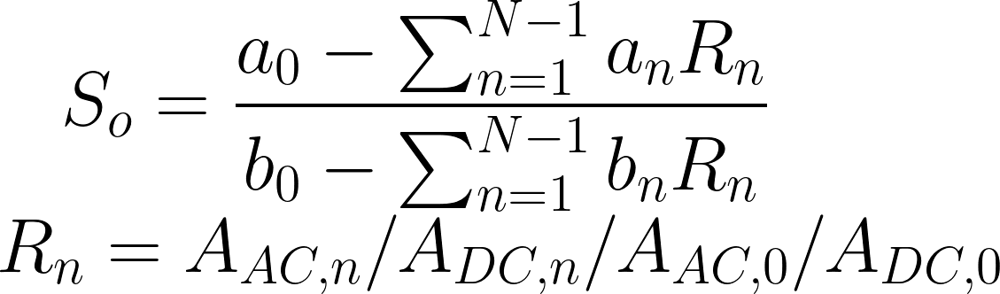 S_o = \frac{a_0 - \sum_{n=1}^{N-1} a_n R_n}{b_0 - \sum_{n=1}^{N-1} b_n R_n}
R_n = A_{AC,n}/A_{DC,n}/A_{AC,0}/A_{DC,0}